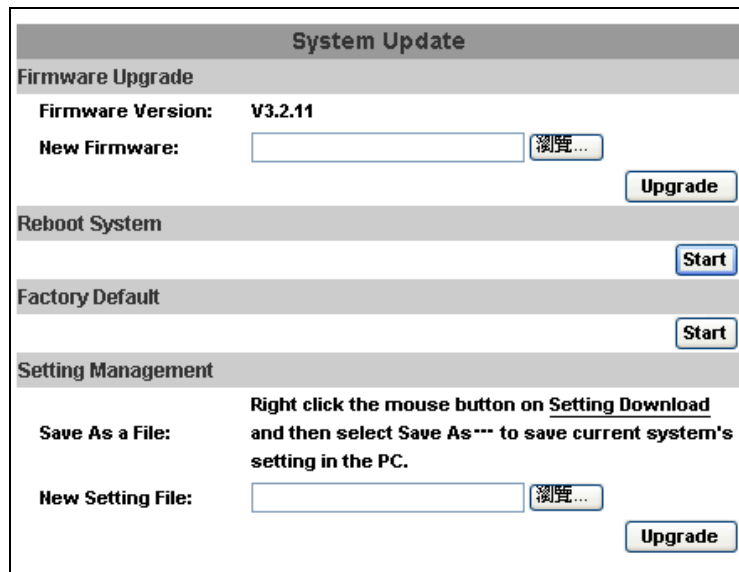 System Update
Firmware Upgrade
Firmware Version: V3.2.11
New Firmware: 瀏覽...
Upgrade
Reboot System
Start
Factory Default
Start
Setting Management
Right click the mouse button on Setting Download
Save As a File: and then select Save As··· to save current system's
setting in the PC.
New Setting File: 瀏覽...
Upgrade